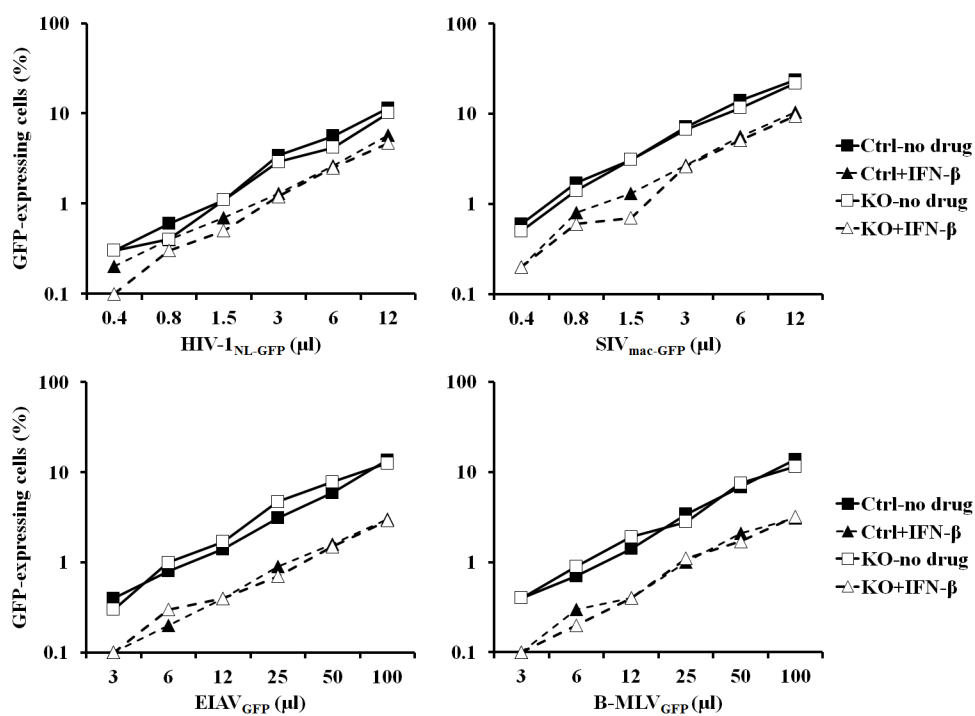 100
10
1
0.1
GFP-expressing cells (%)
0.4 0.8 1.5 3 6 12
HIV-1NL-GFP (μl)
100
10
1
0.1
0.4 0.8 1.5 3 6 12
SIVmac-GFP (μl)
Ctrl-no drug
Ctrl+IFN-β
KO-no drug
KO+IFN-β
100
10
1
0.1
GFP-expressing cells (%)
3 6 12 25 50 100
EIAVGFP (μl)
100
10
1
0.1
3 6 12 25 50 100
B-MLVGFP (μl)
Ctrl-no drug
Ctrl+IFN-β
KO-no drug
KO+IFN-β